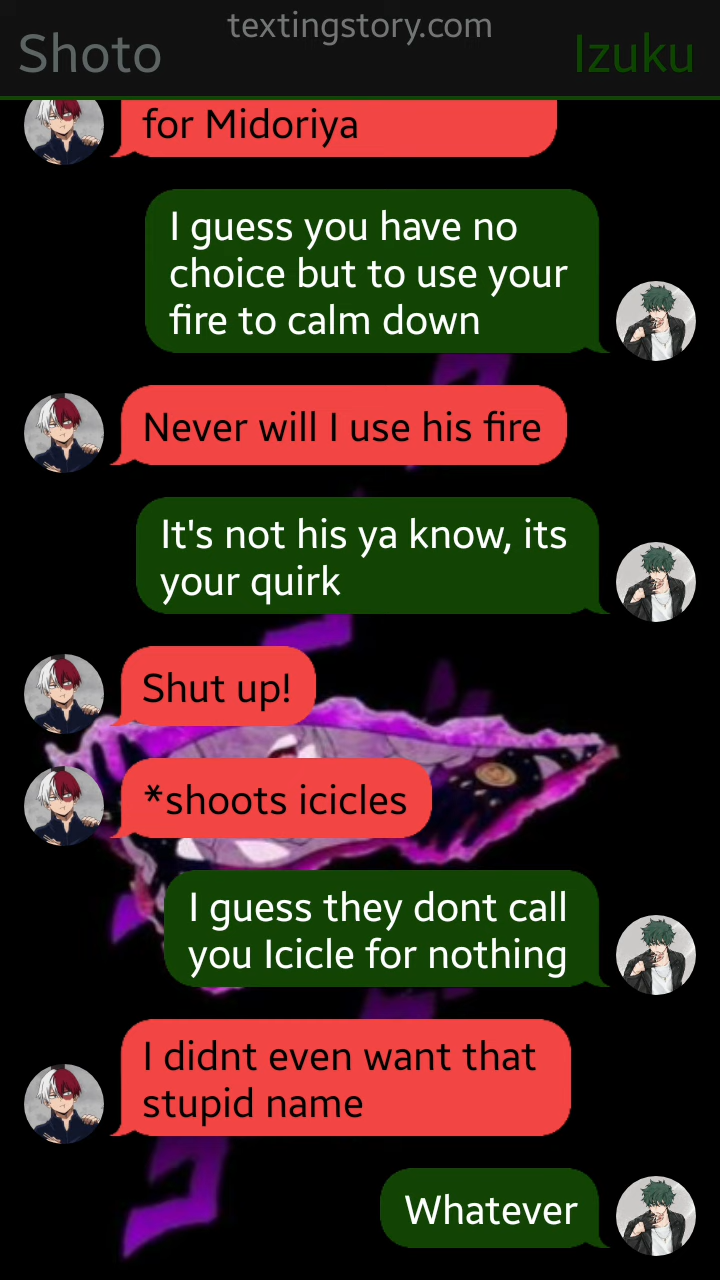 textingstory.com
Shoto
Izuku
for Midoriya
I guess you have no
choice but to use your
fire to calm down
Never will I use his fire
It's not his ya know, its
your quirk
Shut up!
*shoots icicles
I guess they dont call
you Icicle for nothing
I didnt even want that
stupid name
Whatever